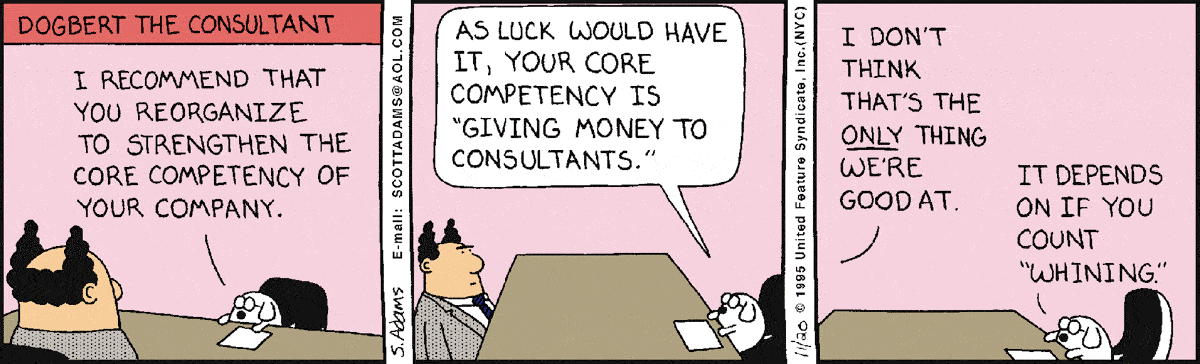 DOGBERT THE CONSULTANT
I RECOMMEND THAT
YOU REORGANIZE
TO STRENGTHEN THE
CORE COMPETENCY OF
YOUR COMPANY.
S. ADAMS
E-mail: SCOTTADAMS@AOL.COM
AS LUCK WOULD HAVE
IT, YOUR CORE
COMPETENCY IS
"GIVING MONEY TO
CONSULTANTS."
11/20 © 1995 United Feature Syndicate, Inc.(NYC)
I DON'T
THINK
THAT'S THE
ONLY THING
WE'RE
GOOD AT.
IT DEPENDS
ON IF YOU
COUNT
"WHINING."